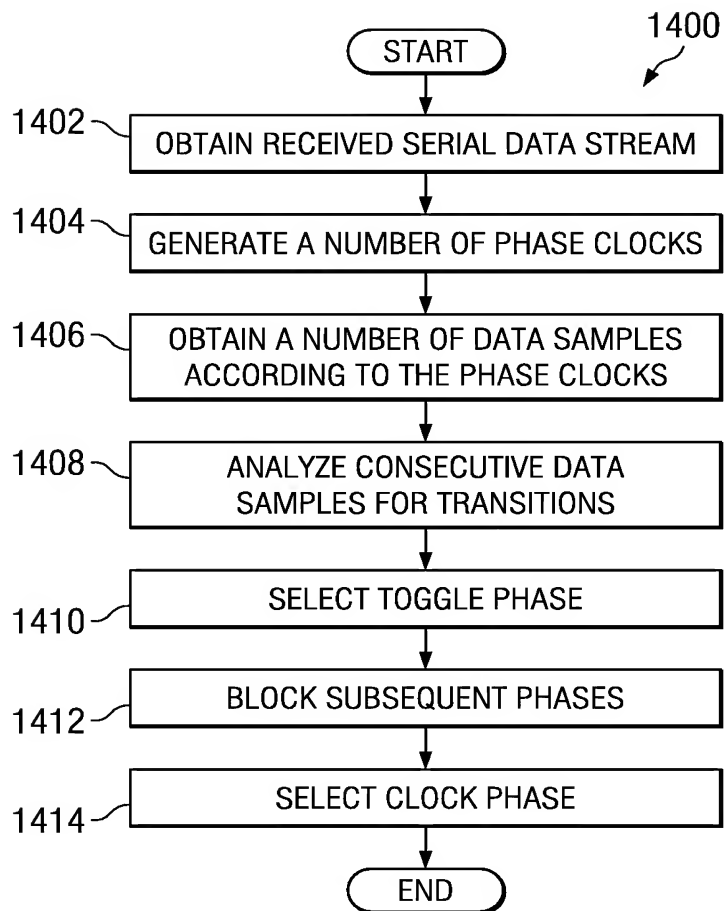 1400
START
1402
OBTAIN RECEIVED SERIAL DATA STREAM
1404
GENERATE A NUMBER OF PHASE CLOCKS
1406
OBTAIN A NUMBER OF DATA SAMPLES
ACCORDING TO THE PHASE CLOCKS
1408
ANALYZE CONSECUTIVE DATA
SAMPLES FOR TRANSITIONS
1410
SELECT TOGGLE PHASE
1412
BLOCK SUBSEQUENT PHASES
1414
SELECT CLOCK PHASE
END